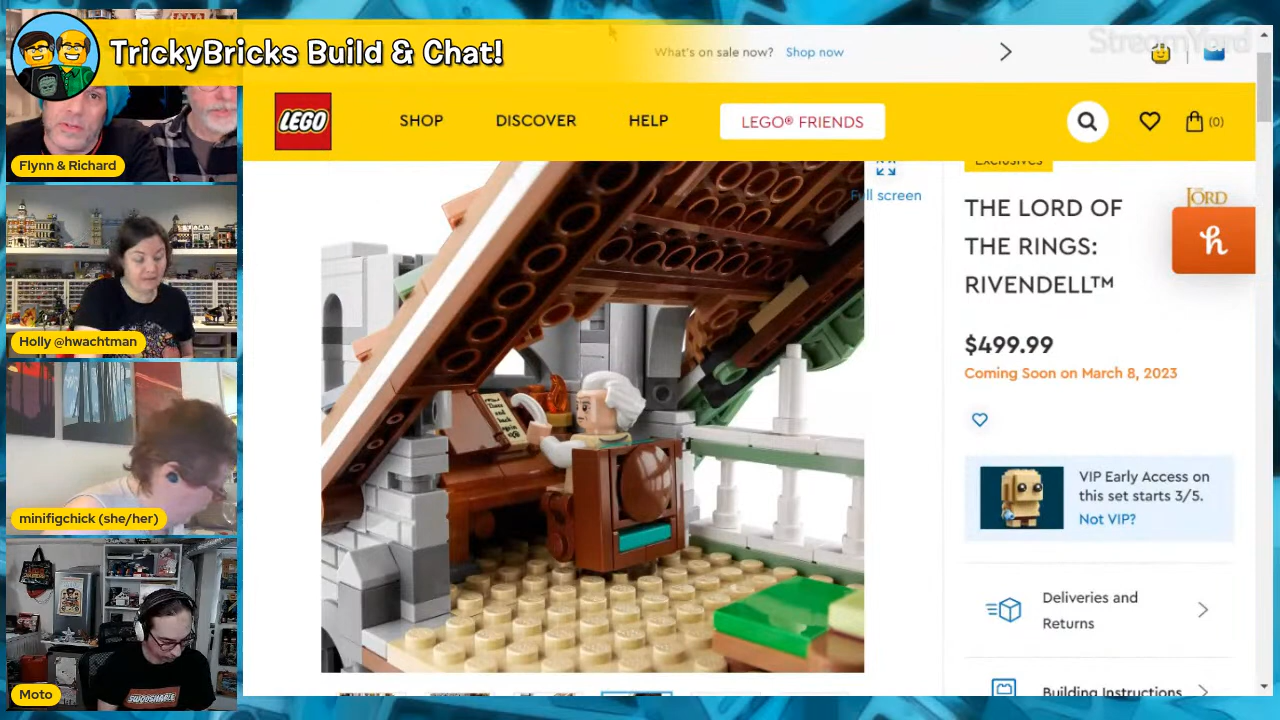 TrickyBricks Build & Chat!
What's on sale now? Shop now
StreamYard
LEGO
SHOP
DISCOVER
HELP
LEGO® FRIENDS
(0)
Flynn & Richard
Holly @hwachtman
minifigchick (she/her)
Moto
SWOOSHABLE
Full screen
Exclusives
THE LORD OF
THE RINGS:
RIVENDELL™
LORD
h
$499.99
Coming Soon on March 8, 2023
VIP Early Access on
this set starts 3/5.
Not VIP?
Deliveries and
Returns
Building Instructions